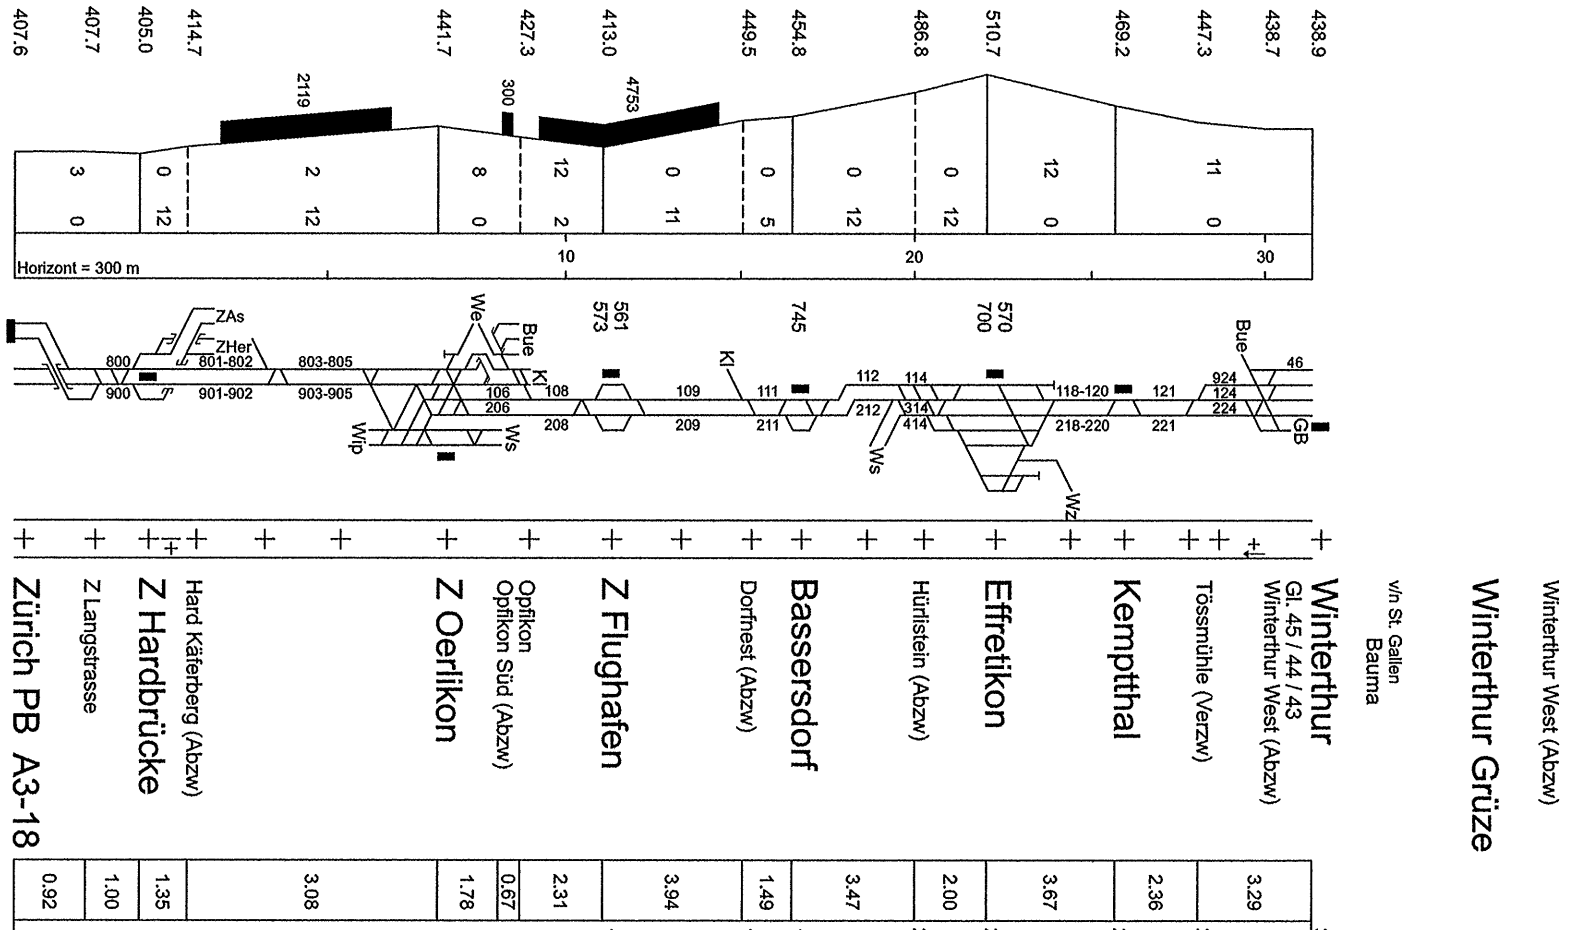 407.6
407.7
405.0
414.7
441.7
427.3
413.0
449.5
454.8
486.8
510.7
469.2
447.3
438.7
438.9
2119
300
4753
3 0 2 8 12 0 0 0 0 12 11
0 12 12 0 2 11 5 12 12 0 0
Horizont = 300 m
10
20
30
ZAs
ZHer
800
801-802
803-805
900
901-902
903-905
We
Bue
Kl
106
206
Wip
Ws
108
208
561
573
109
209
Kl
111
211
745
112
212
114
314
414
Ws
570
700
Wz
118-120
218-220
121
221
924
124
224
Bue
46
GB
Zürich PB A3-18
Z Langstrasse
Z Hardbrücke
Hard Käferberg (Abzw)
Z Oerlikon
Opfikon
Opfikon Süd (Abzw)
Z Flughafen
Dorfnest (Abzw)
Bassersdorf
Hürlistein (Abzw)
Effretikon
Kemptthal
Tössmühle (Verzw)
Winterthur
Gl. 45 / 44 / 43
Winterthur West (Abzw)
v/n St. Gallen
Bauma
Winterthur Grüze
Winterthur West (Abzw)
0.92
1.00
1.35
3.08
1.78
0.67
2.31
3.94
1.49
3.47
2.00
3.67
2.36
3.29